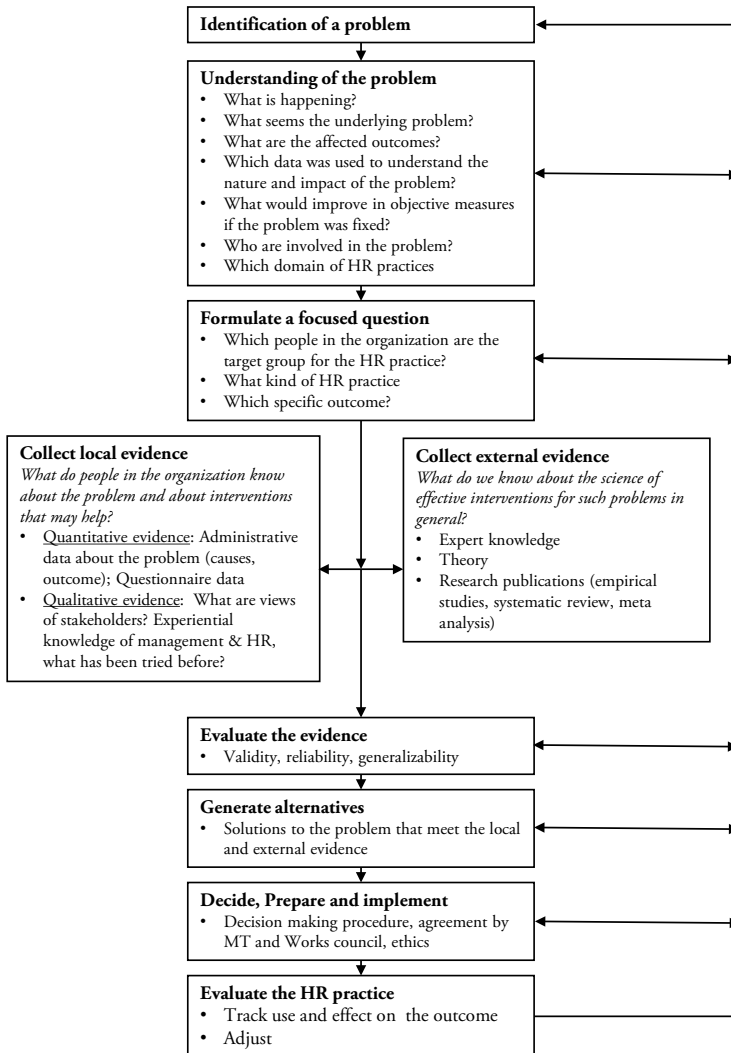 Identification of a problem
Understanding of the problem
• What is happening?
• What seems the underlying problem?
• What are the affected outcomes?
• Which data was used to understand the
nature and impact of the problem?
• What would improve in objective measures
if the problem was fixed?
• Who are involved in the problem?
• Which domain of HR practices
Formulate a focused question
• Which people in the organization are the
target group for the HR practice?
• What kind of HR practice
• Which specific outcome?
Collect local evidence
What do people in the organization know
about the problem and about interventions
that may help?
• Quantitative evidence: Administrative
data about the problem (causes,
outcome); Questionnaire data
• Qualitative evidence: What are views
of stakeholders? Experiential
knowledge of management & HR,
what has been tried before?
Collect external evidence
What do we know about the science of
effective interventions for such problems in
general?
• Expert knowledge
• Theory
• Research publications (empirical
studies, systematic review, meta
analysis)
Evaluate the evidence
• Validity, reliability, generalizability
Generate alternatives
• Solutions to the problem that meet the local
and external evidence
Decide, Prepare and implement
• Decision making procedure, agreement by
MT and Works council, ethics
Evaluate the HR practice
• Track use and effect on the outcome
• Adjust